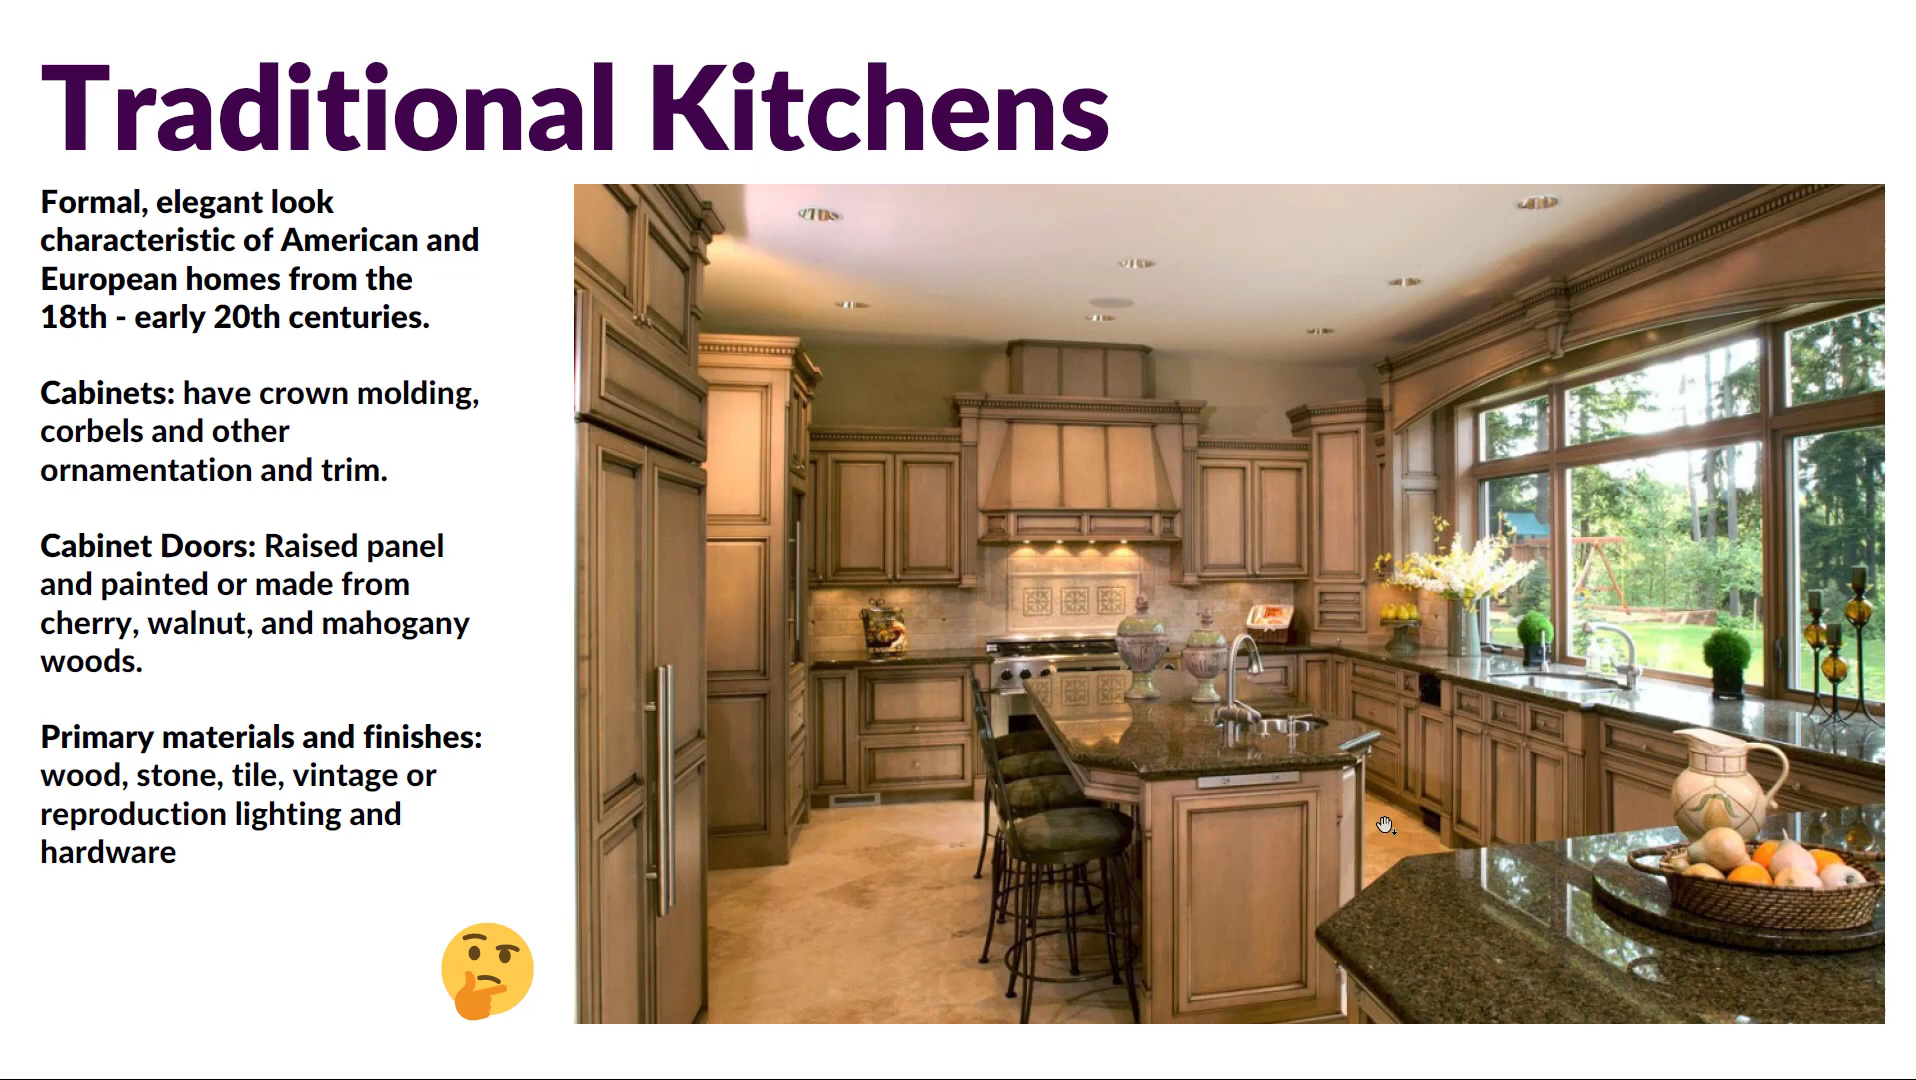 Traditional Kitchens
Formal, elegant look
characteristic of American and
European homes from the
18th - early 20th centuries.
Cabinets: have crown molding,
corbels and other
ornamentation and trim.
Cabinet Doors: Raised panel
and painted or made from
cherry, walnut, and mahogany
woods.
Primary materials and finishes:
wood, stone, tile, vintage or
reproduction lighting and
hardware